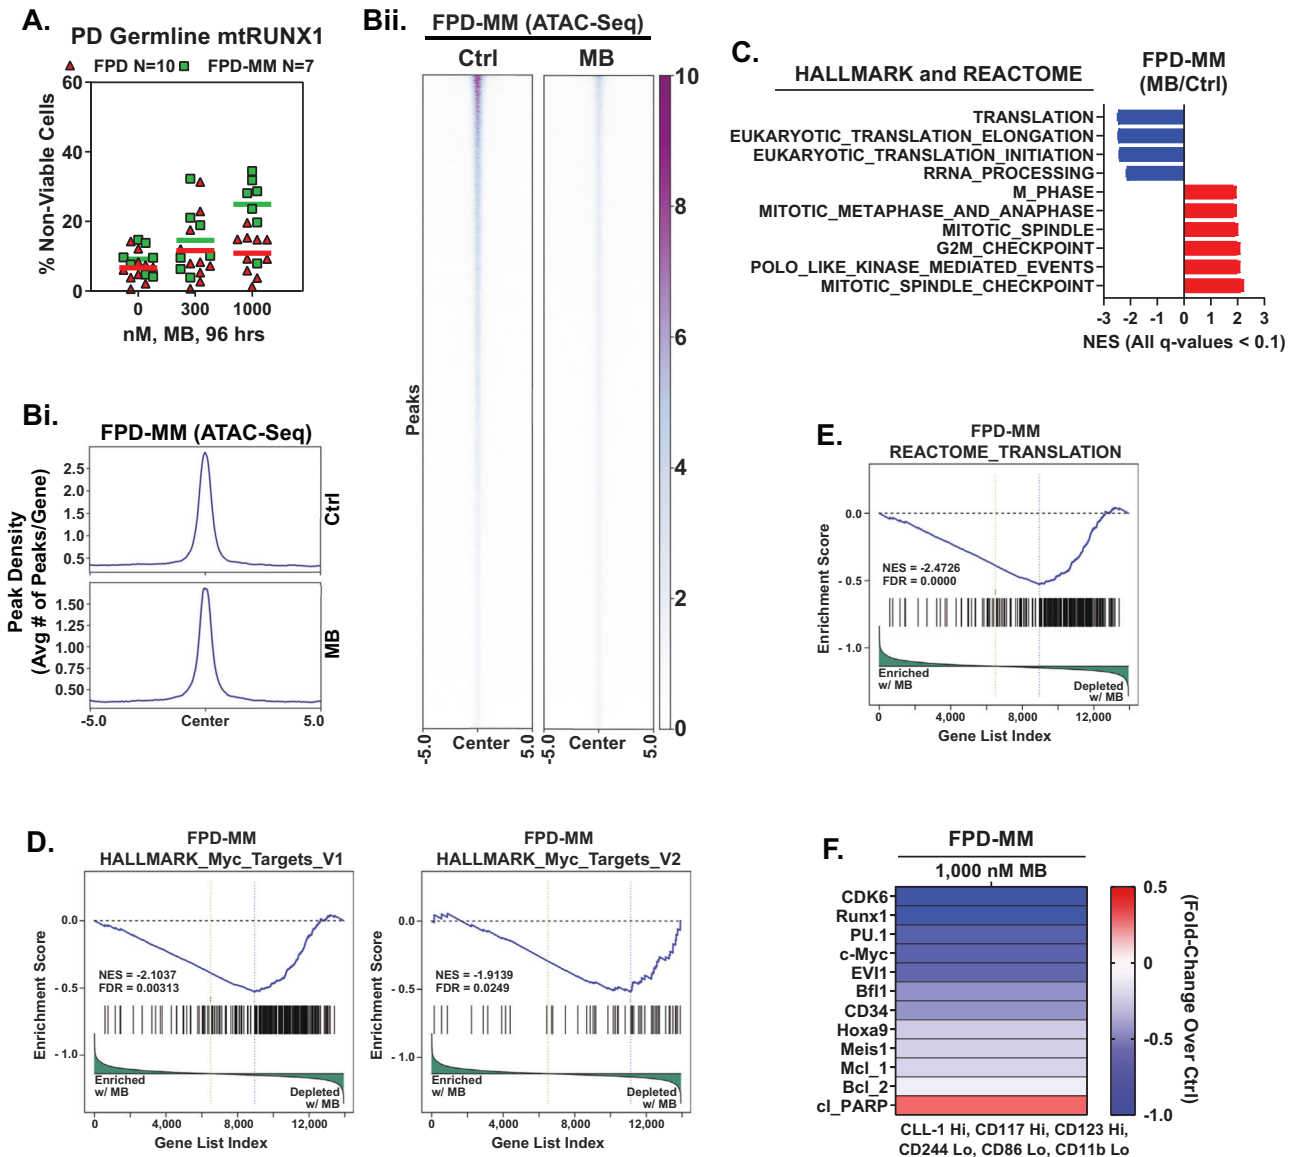 A.
PD Germline mtRUNX1
FPD N=10 FPD-MM N=7
% Non-Viable Cells
60
40
20
0
0 300 1000
nM, MB, 96 hrs
Bi.
FPD-MM (ATAC-Seq)
Peak Density
(Avg # of Peaks/Gene)
2.5
2.0
1.5
1.0
0.5
Ctrl
1.50
1.25
1.00
0.75
0.50
MB
-5.0 Center 5.0
Bii.
FPD-MM (ATAC-Seq)
Ctrl MB
Peaks
10
8
6
4
2
0
-5.0 Center 5.0 -5.0 Center 5.0
C.
HALLMARK and REACTOME
FPD-MM
(MB/Ctrl)
TRANSLATION
EUKARYOTIC_TRANSLATION_ELONGATION
EUKARYOTIC_TRANSLATION_INITIATION
RRNA_PROCESSING
M_PHASE
MITOTIC_METAPHASE_AND_ANAPHASE
MITOTIC_SPINDLE
G2M_CHECKPOINT
POLO_LIKE_KINASE_MEDIATED_EVENTS
MITOTIC_SPINDLE_CHECKPOINT
-3 -2 -1 0 1 2 3
NES (All q-values < 0.1)
E.
FPD-MM
REACTOME_TRANSLATION
Enrichment Score
0.0
- 0.5
- 1.0
NES = -2.4726
FDR = 0.0000
Enriched
w/ MB
Depleted
w/ MB
0 4,000 8,000 12,000
Gene List Index
D.
FPD-MM
HALLMARK_Myc_Targets_V1
Enrichment Score
0.0
- 0.5
- 1.0
NES = -2.1037
FDR = 0.00313
Enriched
w/ MB
Depleted
w/ MB
0 4,000 8,000 12,000
Gene List Index
FPD-MM
HALLMARK_Myc_Targets_V2
Enrichment Score
0.0
- 0.5
- 1.0
NES = -1.9139
FDR = 0.0249
Enriched
w/ MB
Depleted
w/ MB
0 4,000 8,000 12,000
Gene List Index
F.
FPD-MM
1,000 nM MB
CDK6
Runx1
PU.1
c-Myc
EVI1
Bfl1
CD34
Hoxa9
Meis1
Mcl_1
Bcl_2
cl_PARP
0.5
0
-0.5
-1.0
(Fold-Change Over Ctrl)
CLL-1 Hi, CD117 Hi, CD123 Hi,
CD244 Lo, CD86 Lo, CD11b Lo